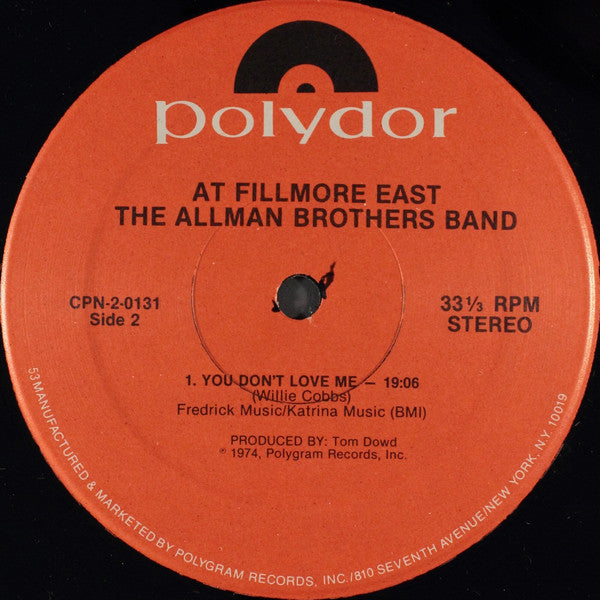 polydor
AT FILLMORE EAST
THE ALLMAN BROTHERS BAND
CPN-2-0131
Side 2
33⅓ RPM
STEREO
1. YOU DON'T LOVE ME — 19:06
(Willie Cobbs)
Fredrick Music/Katrina Music (BMI)
PRODUCED BY: Tom Dowd
℗ 1974, Polygram Records, Inc.
53 MANUFACTURED & MARKETED BY POLYGRAM RECORDS, INC./810 SEVENTH AVENUE/NEW YORK, N.Y. 10019